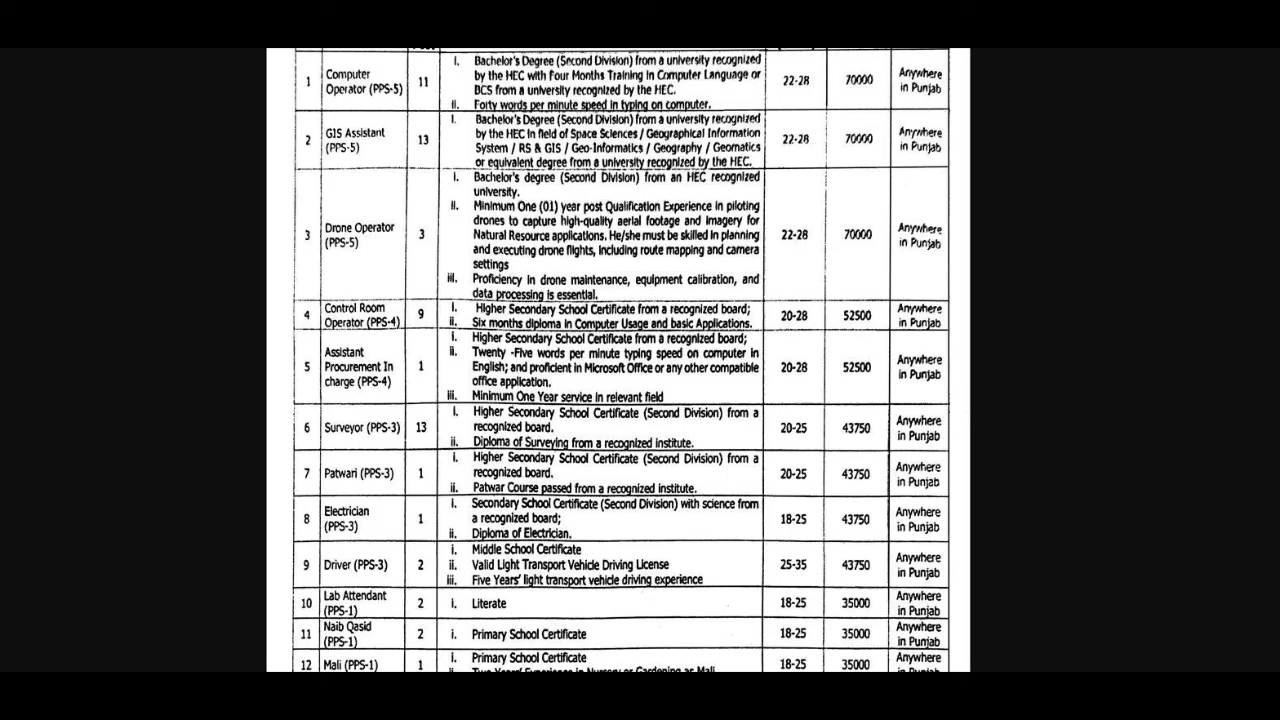 1
Computer
Operator (PPS-5)
11
i. Bachelor's Degree (Second Division) from a university recognized
by the HEC with Four Months Training in Computer Language or
BCS from a university recognized by the HEC.
ii. Forty words per minute speed in typing on computer.
22-28
70000
Anywhere
in Punjab
2
GIS Assistant
(PPS-5)
13
i. Bachelor's Degree (Second Division) from a university recognized
by the HEC in field of Space Sciences / Geographical Information
System / RS & GIS / Geo-Informatics / Geography / Geomatics
or equivalent degree from a university recognized by the HEC.
22-28
70000
Anywhere
in Punjab
3
Drone Operator
(PPS-5)
3
i. Bachelor's degree (Second Division) from an HEC recognized
university.
ii. Minimum One (01) year post Qualification Experience in piloting
drones to capture high-quality aerial footage and imagery for
Natural Resource applications. He/she must be skilled in planning
and executing drone flights, including route mapping and camera
settings
iii. Proficiency in drone maintenance, equipment calibration, and
data processing is essential.
22-28
70000
Anywhere
in Punjab
4
Control Room
Operator (PPS-4)
9
i. Higher Secondary School Certificate from a recognized board;
ii. Six months diploma in Computer Usage and basic Applications.
20-28
52500
Anywhere
in Punjab
5
Assistant
Procurement In
charge (PPS-4)
1
i. Higher Secondary School Certificate from a recognized board;
ii. Twenty -Five words per minute typing speed on computer in
English; and proficient in Microsoft Office or any other compatible
office application.
iii. Minimum One Year service in relevant field
20-28
52500
Anywhere
in Punjab
6
Surveyor (PPS-3)
13
i. Higher Secondary School Certificate (Second Division) from a
recognized board.
ii. Diploma of Surveying from a recognized institute.
20-25
43750
Anywhere
in Punjab
7
Patwari (PPS-3)
1
i. Higher Secondary School Certificate (Second Division) from a
recognized board.
ii. Patwar Course passed from a recognized institute.
20-25
43750
Anywhere
in Punjab
8
Electrician
(PPS-3)
1
i. Secondary School Certificate (Second Division) with science from
a recognized board;
ii. Diploma of Electrician.
18-25
43750
Anywhere
in Punjab
9
Driver (PPS-3)
2
i. Middle School Certificate
ii. Valid Light Transport Vehicle Driving License
iii. Five Years' light transport vehicle driving experience
25-35
43750
Anywhere
in Punjab
10
Lab Attendant
(PPS-1)
2
i. Literate
18-25
35000
Anywhere
in Punjab
11
Naib Qasid
(PPS-1)
2
i. Primary School Certificate
18-25
35000
Anywhere
in Punjab
12
Mali (PPS-1)
1
i. Primary School Certificate
ii. Two Years' Experience in Nursery or Gardening as Mali
18-25
35000
Anywhere
in Punjab